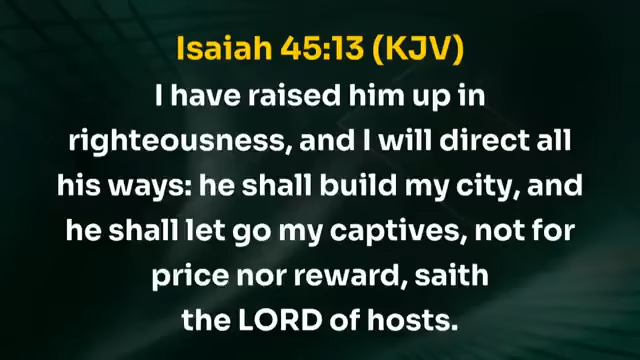 Isaiah 45:13 (KJV)
I have raised him up in
righteousness, and I will direct all
his ways: he shall build my city, and
he shall let go my captives, not for
price nor reward, saith
the LORD of hosts.